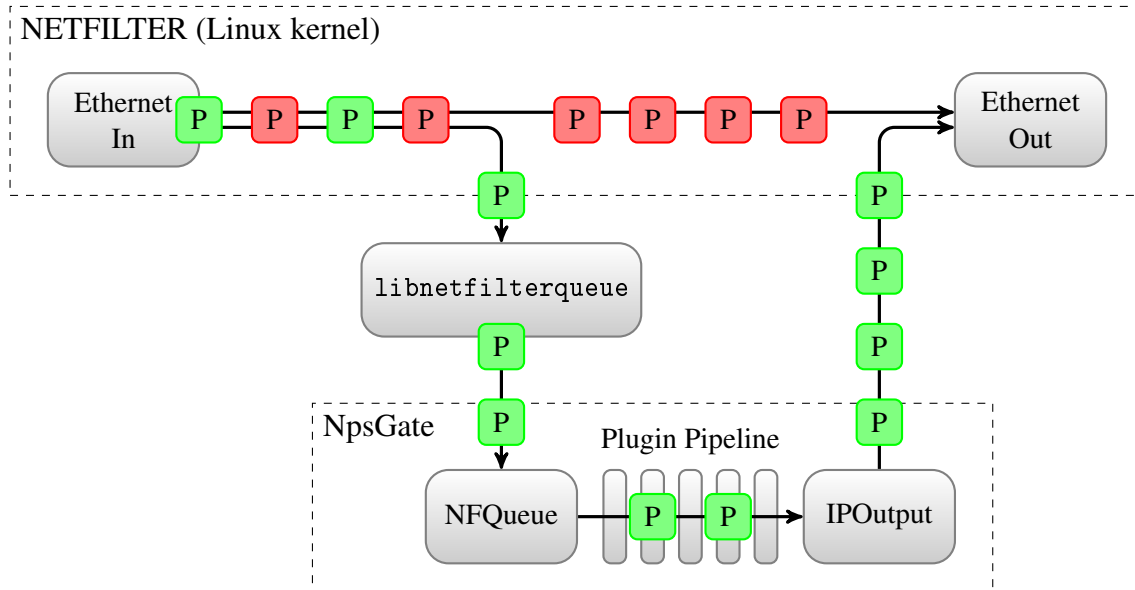 NETFILTER (Linux kernel)
Ethernet
In
P
P
P
P
P
P
P
P
Ethernet
Out
P
P
libnetfilterqueue
P
P
P
P
P
P
NpsGate
Plugin Pipeline
NFQueue
P
P
IPOutput